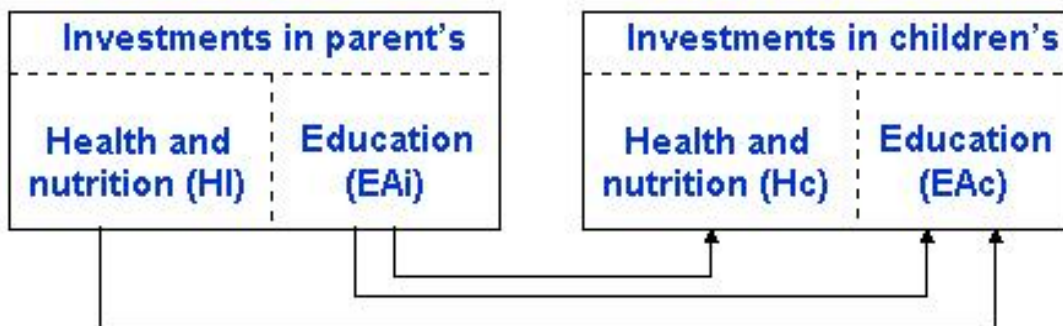 Investments in parent's
Health and
nutrition (HI)
Education
(EAi)
Investments in children's
Health and
nutrition (Hc)
Education
(EAc)